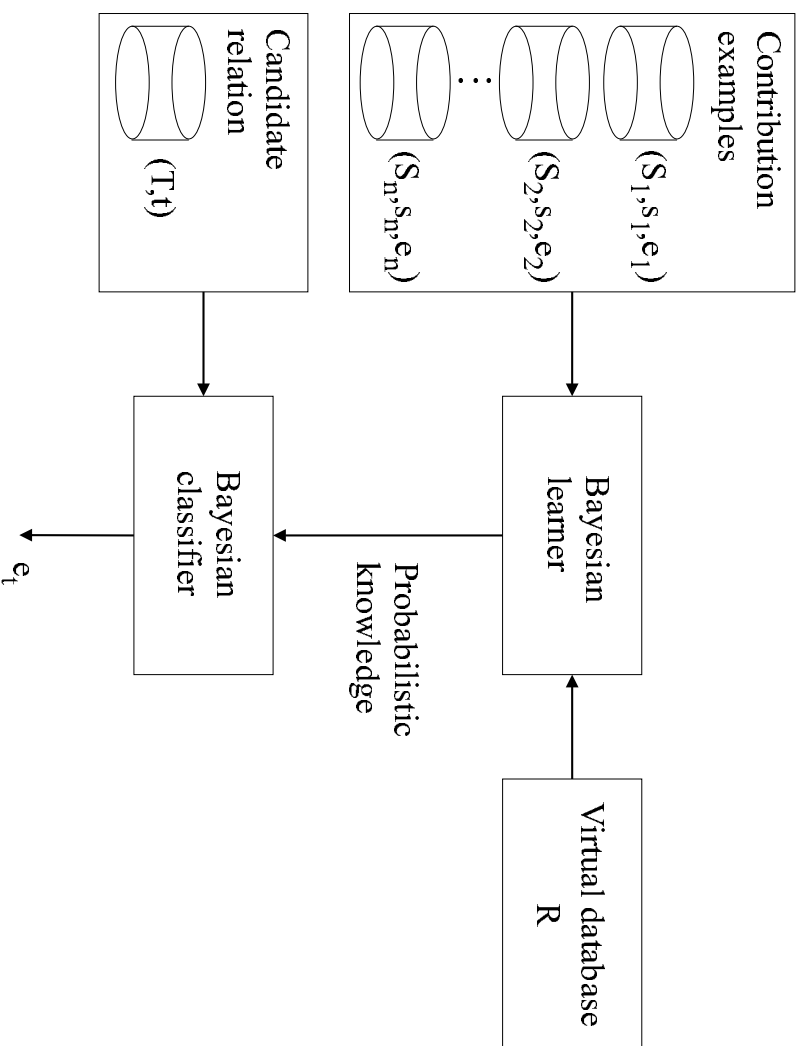 Contribution
examples
(S1,s1,e1)
(S2,s2,e2)
...
(Sn,sn,en)
Bayesian
learner
Virtual database
R
Probabilistic
knowledge
Candidate
relation
(T,t)
Bayesian
classifier
et